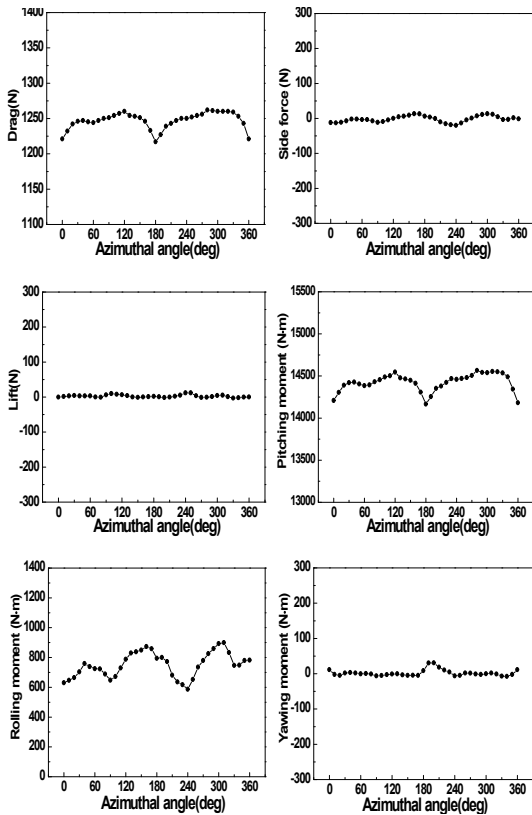 Drag(N)
1400
1350
1300
1250
1200
1150
1100
0 60 120 180 240 300 360
Azimuthal angle(deg)
Side force (N)
300
200
100
0
-100
-200
-300
0 60 120 180 240 300 360
Azimuthal angle(deg)
Lift(N)
300
200
100
0
-100
-200
-300
0 60 120 180 240 300 360
Azimuthal angle(deg)
Pitching moment (N-m)
15500
15000
14500
14000
13500
13000
0 60 120 180 240 300 360
Azimuthal angle(deg)
Rolling moment (N-m)
1400
1200
1000
800
600
400
200
0
0 60 120 180 240 300 360
Azimuthal angle(deg)
Yawing moment (N-m)
300
200
100
0
-100
-200
-300
0 60 120 180 240 300 360
Azimuthal angle(deg)